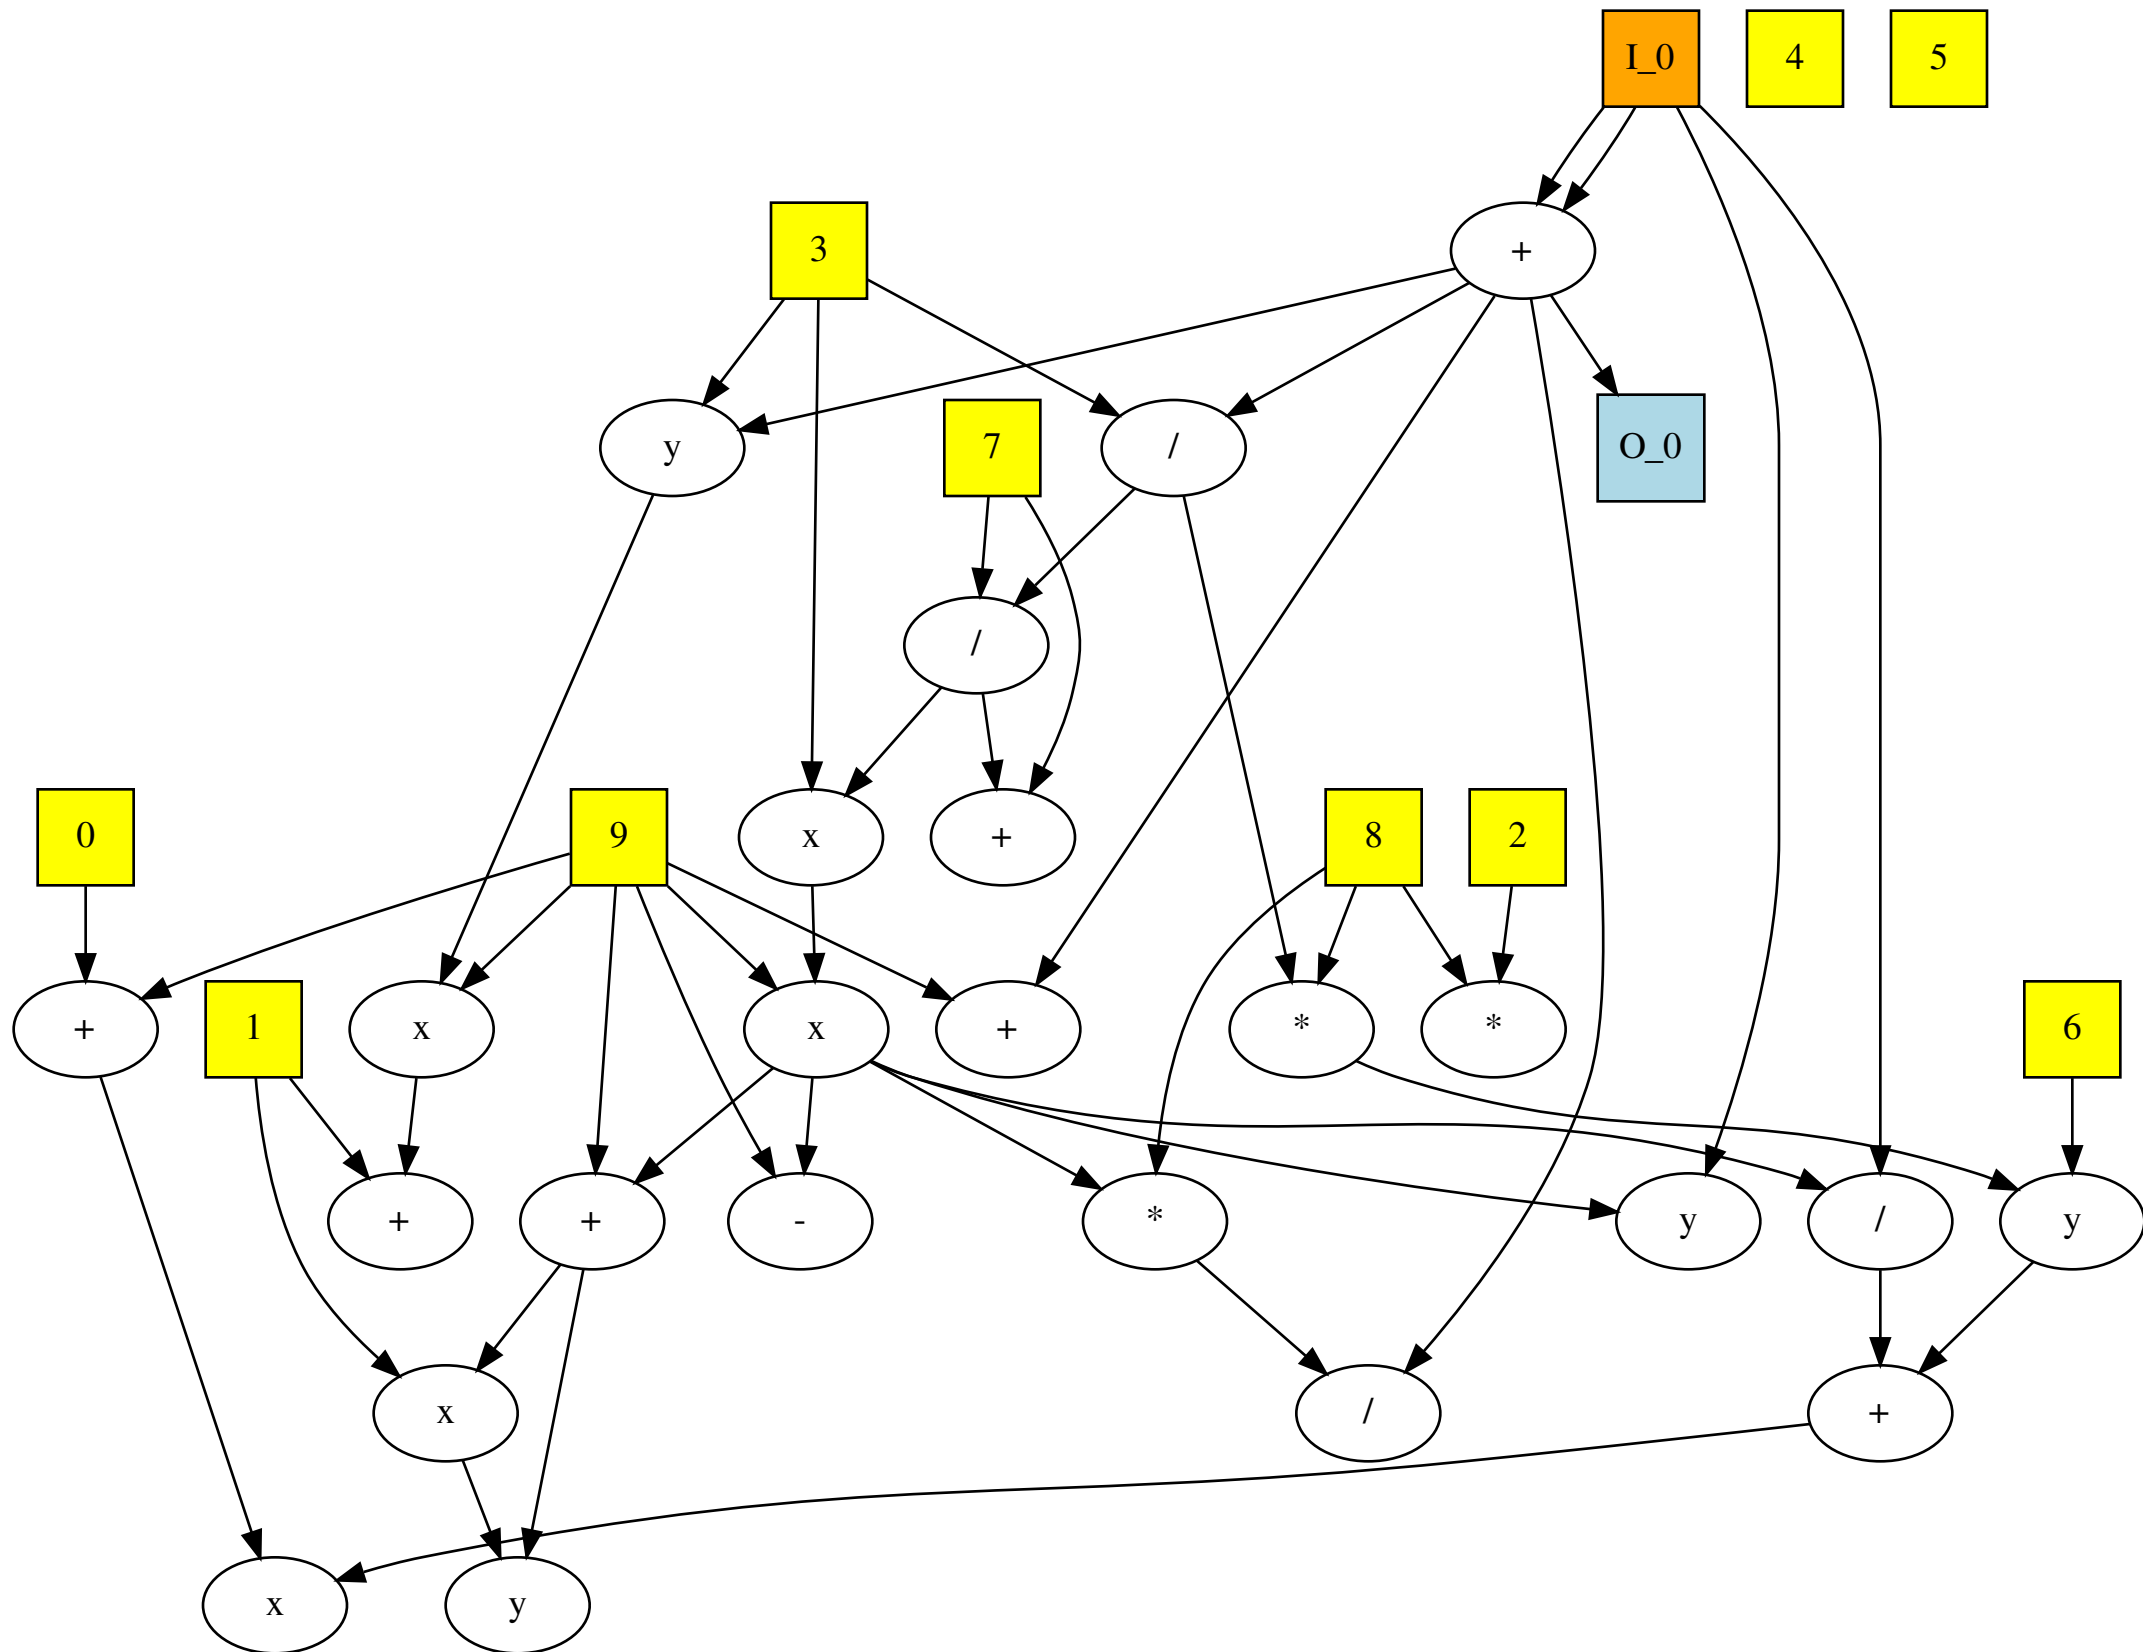 I_0 4 5
3 +
y 7 / O_0
/
0 9 x + 8 2
+ 1 x x + * * 6
+ + - * y / y
x / +
x y